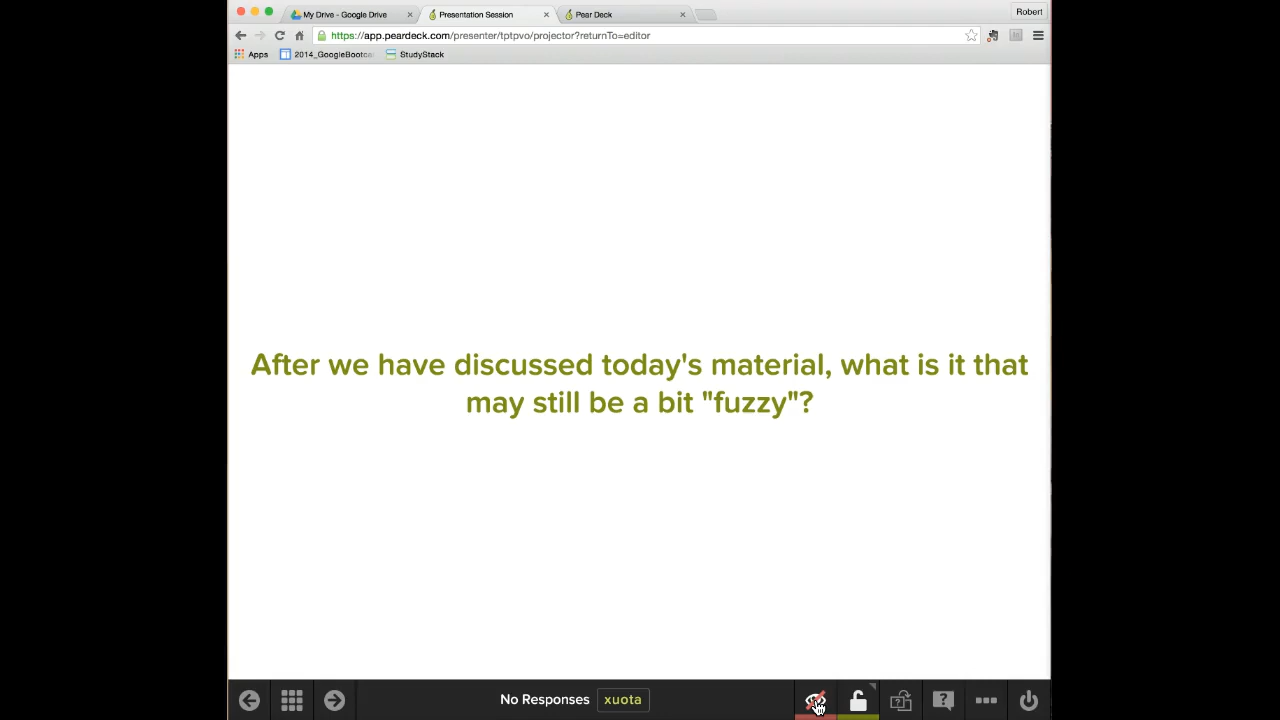 My Drive - Google Drive
Presentation Session
Pear Deck
Robert
https://app.peardeck.com/presenter/tptpvo/projector?returnTo=editor
Apps
2014_GoogleBootca
StudyStack
After we have discussed today's material, what is it that
may still be a bit "fuzzy"?
No Responses
xuota